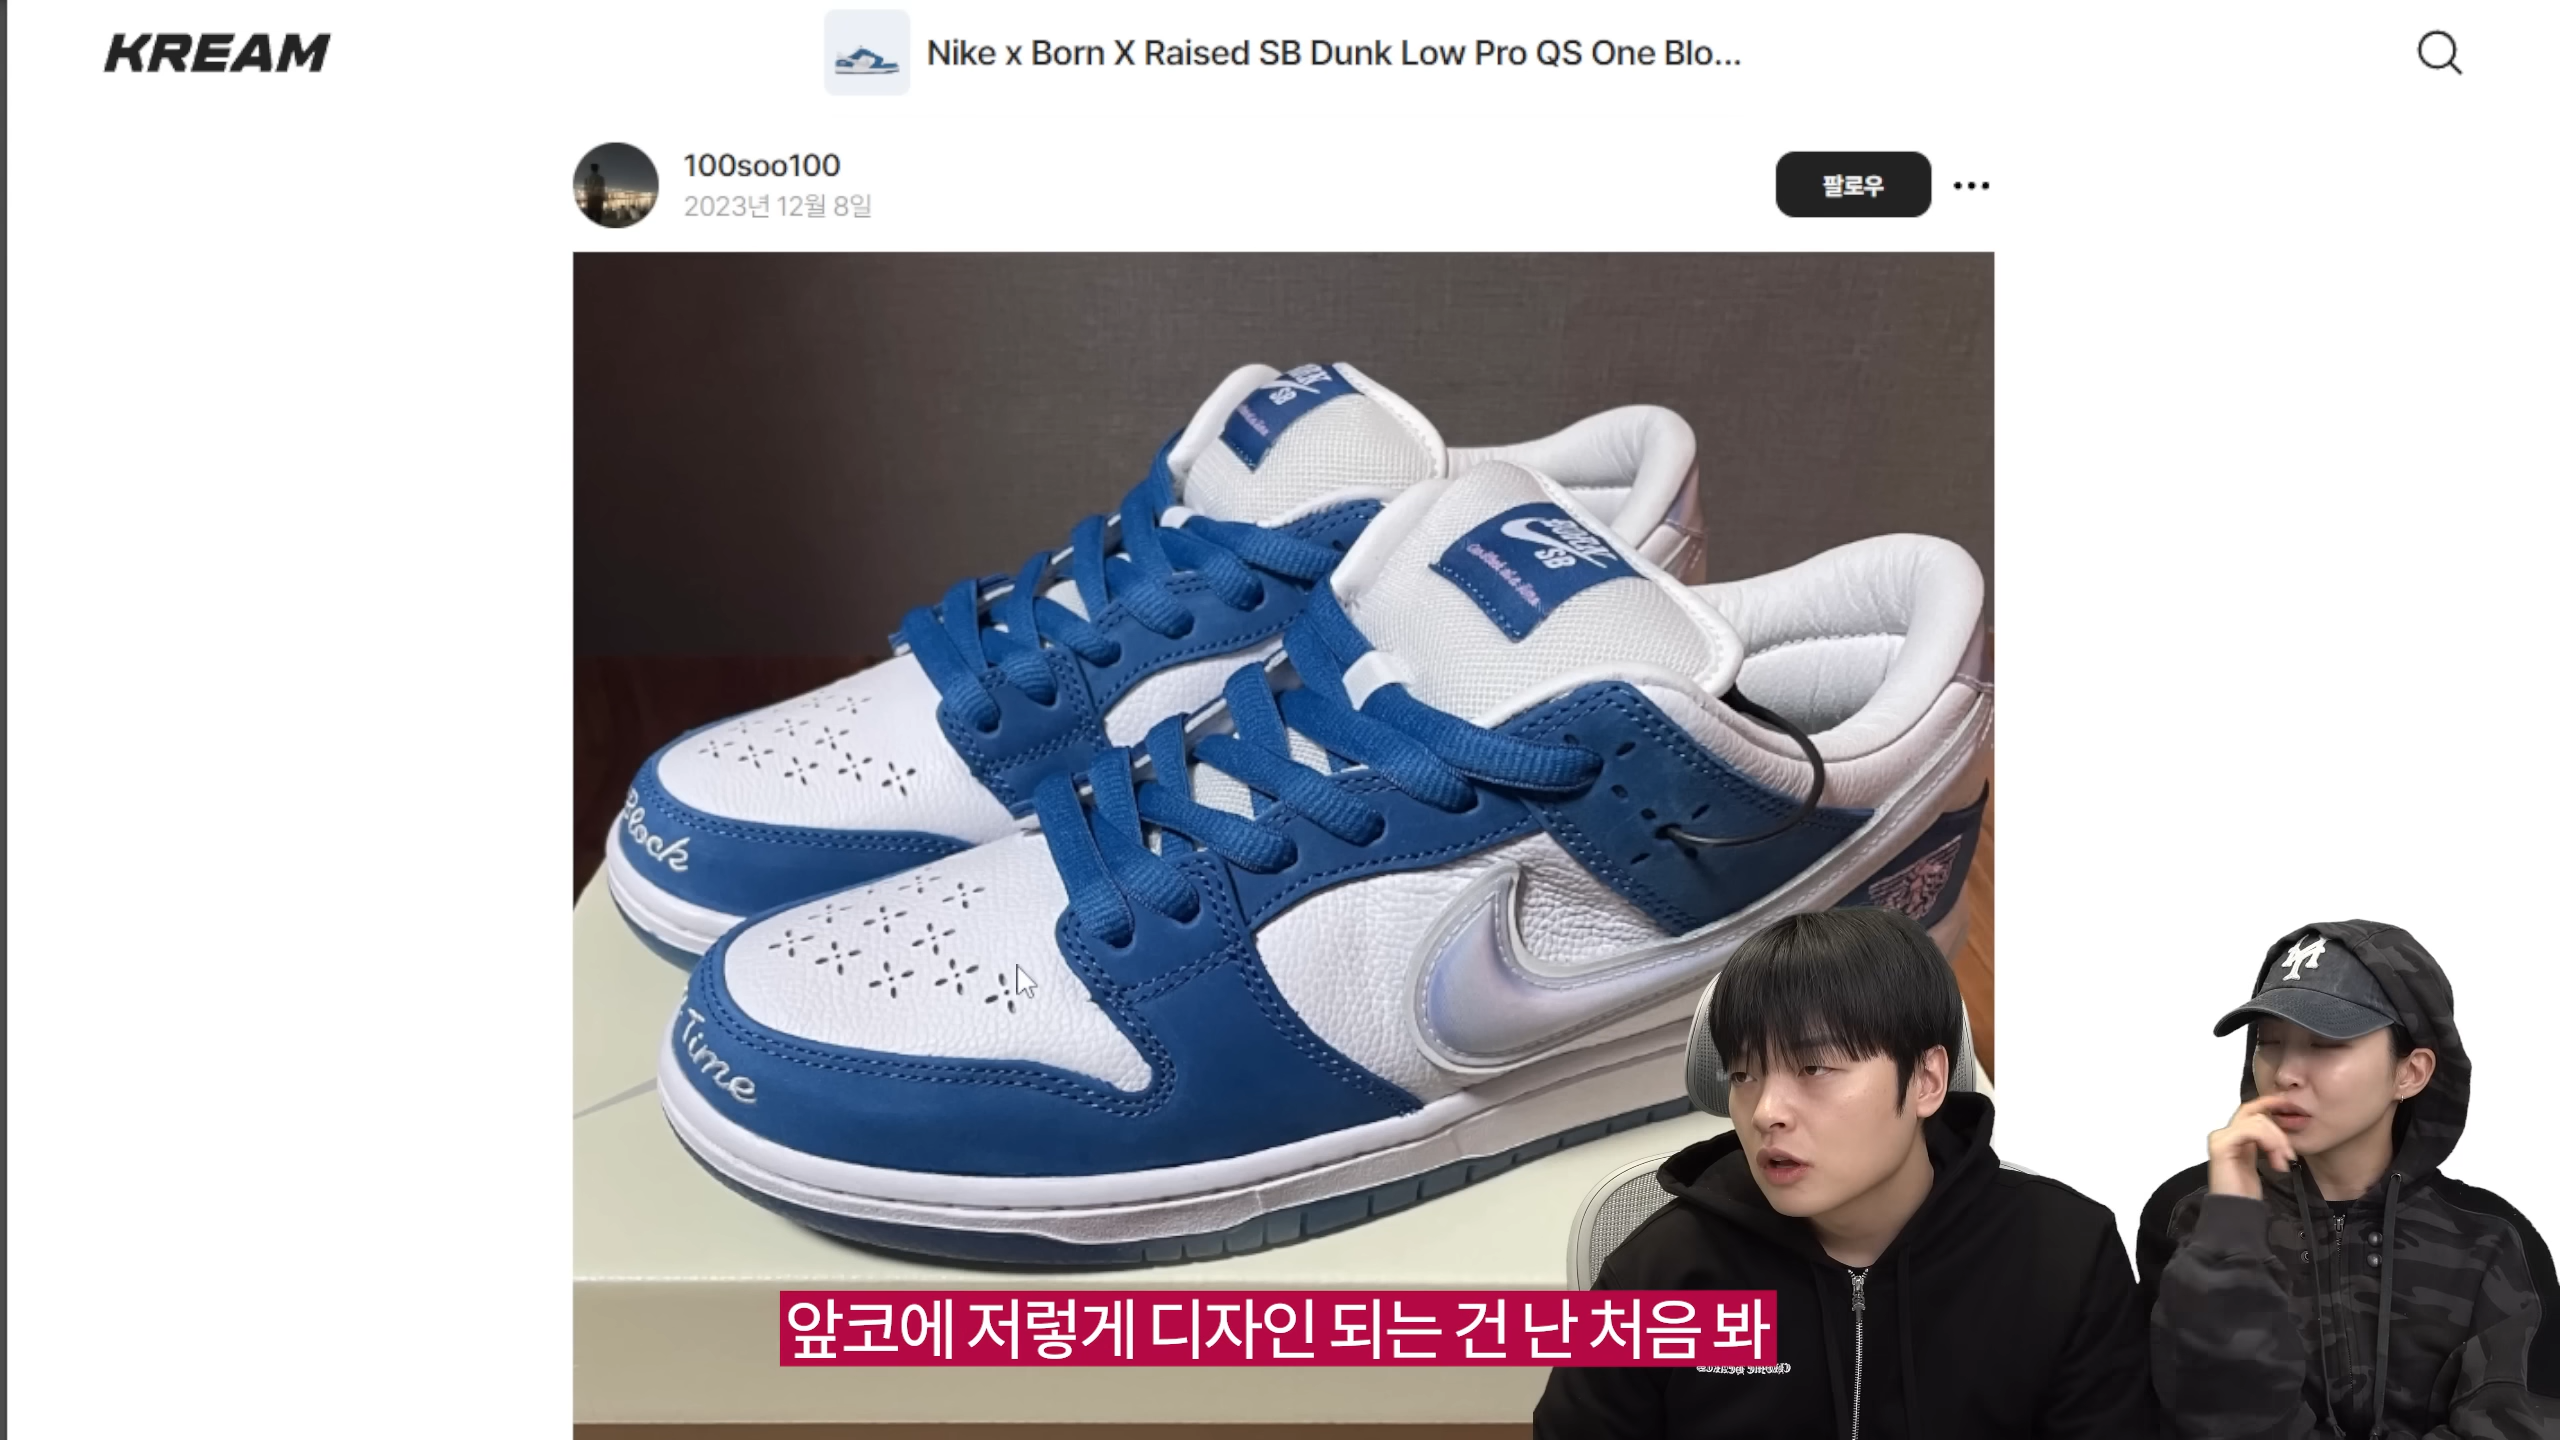 KREAM
Nike x Born X Raised SB Dunk Low Pro QS One Blo...
100soo100
2023년 12월 8일
팔로우
SB
BORN
SB
Block
Time
앞코에 저렇게 디자인 되는 건 난 처음 봐